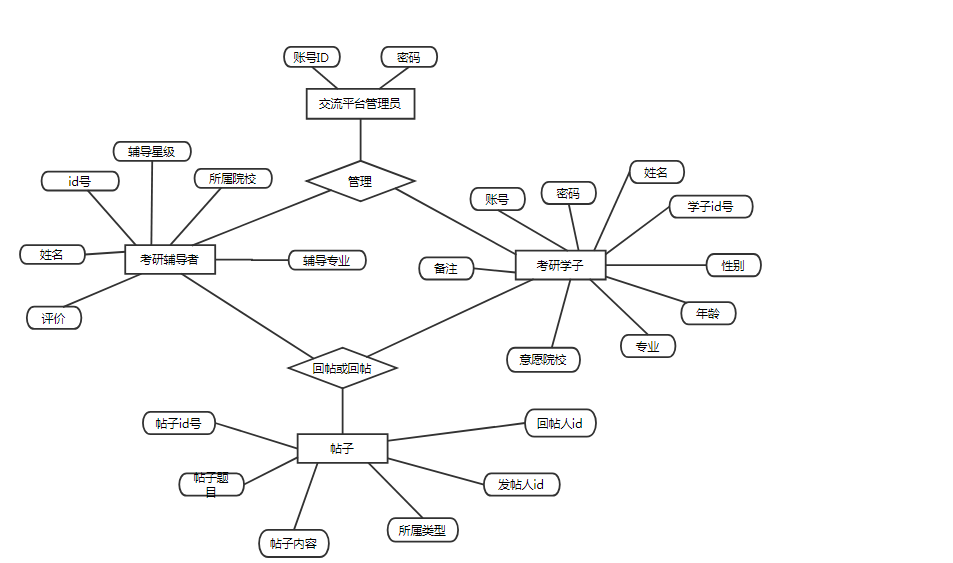 账号ID
密码
交流平台管理员
辅导星级
id号
所属院校
管理
姓名
账号
密码
学子id号
姓名
考研辅导者
辅导专业
备注
考研学子
性别
评价
年龄
专业
意愿院校
回帖或回帖
帖子id号
回帖人id
帖子
帖子题
目
发帖人id
所属类型
帖子内容